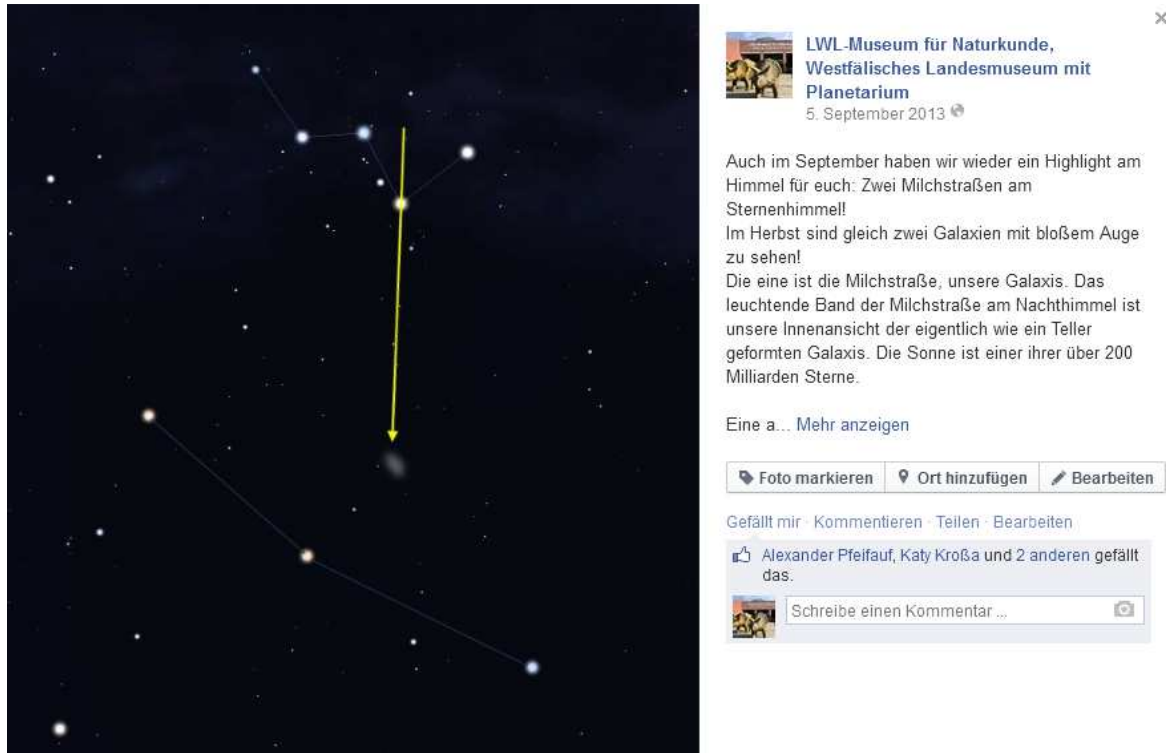 LWL-Museum für Naturkunde,
Westfälisches Landesmuseum mit
Planetarium
5. September 2013
Auch im September haben wir wieder ein Highlight am
Himmel für euch: Zwei Milchstraßen am
Sternenhimmel!
Im Herbst sind gleich zwei Galaxien mit bloßem Auge
zu sehen!
Die eine ist die Milchstraße, unsere Galaxis. Das
leuchtende Band der Milchstraße am Nachthimmel ist
unsere Innenansicht der eigentlich wie ein Teller
geformten Galaxis. Die Sonne ist einer ihrer über 200
Milliarden Sterne.
Eine a... Mehr anzeigen
Foto markieren Ort hinzufügen Bearbeiten
Gefällt mir · Kommentieren · Teilen · Bearbeiten
Alexander Pfeifauf, Katy Kroßa und 2 anderen gefällt
das.
Schreibe einen Kommentar ...